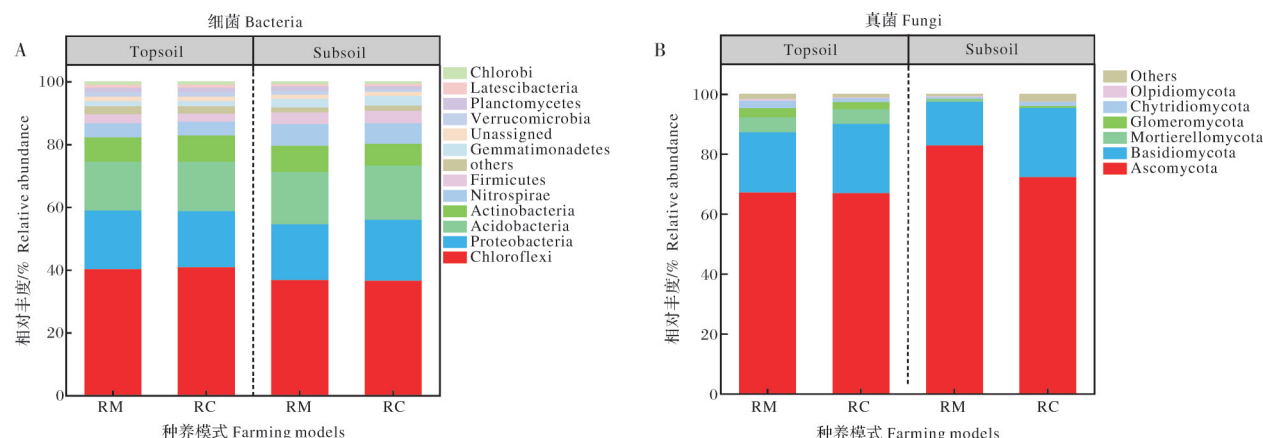 细菌 Bacteria
A
Topsoil
Subsoil
100
80
60
40
20
0
相对丰度/% Relative abundance
RM
RC
RM
RC
种养模式 Farming models
Chlorobi
Latescibacteria
Planctomycetes
Verrucomicrobia
Unassigned
Gemmatimonadetes
others
Firmicutes
Nitrospirae
Actinobacteria
Acidobacteria
Proteobacteria
Chloroflexi
真菌 Fungi
B
Topsoil
Subsoil
100
80
60
40
20
0
相对丰度/% Relative abundance
RM
RC
RM
RC
种养模式 Farming models
Others
Olpidiomycota
Chytridiomycota
Glomeromycota
Mortierellomycota
Basidiomycota
Ascomycota